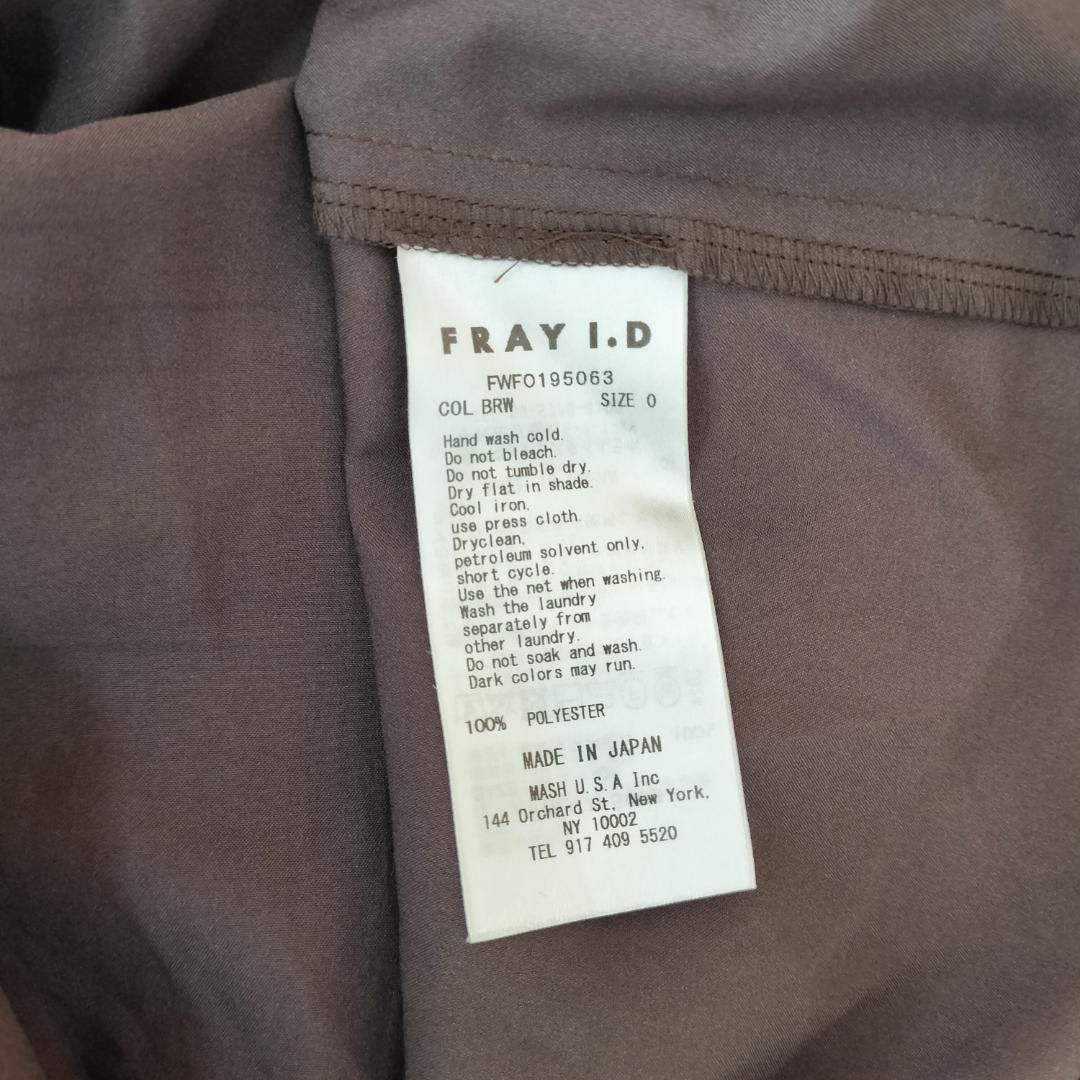 FRAY I.D
FWFO195063
COL BRW SIZE 0
Hand wash cold.
Do not bleach.
Do not tumble dry.
Dry flat in shade.
Cool iron,
use press cloth.
Dryclean,
petroleum solvent only,
short cycle.
Use the net when washing.
Wash the laundry
separately from
other laundry.
Do not soak and wash.
Dark colors may run.
100% POLYESTER
MADE IN JAPAN
MASH U.S.A Inc
144 Orchard St, New York,
NY 10002
TEL 917 409 5520